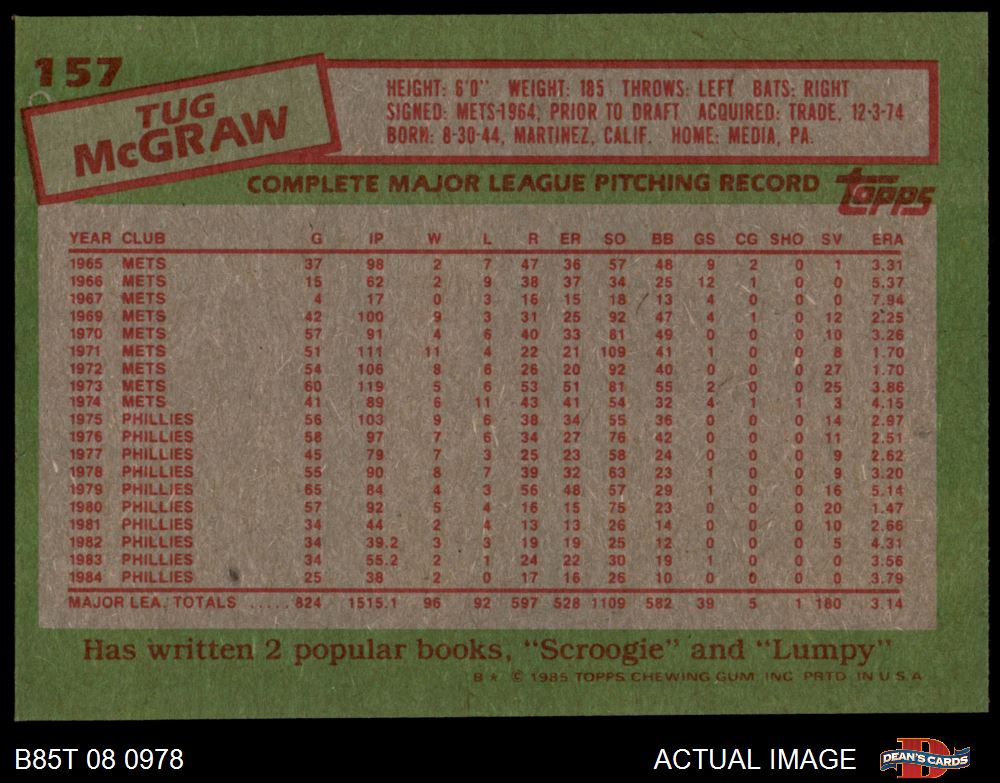 157
TUG
McGRAW
HEIGHT: 6'0" WEIGHT: 185 THROWS: LEFT BATS: RIGHT
SIGNED: METS-1964, PRIOR TO DRAFT ACQUIRED: TRADE, 12-3-74
BORN: 8-30-44, MARTINEZ, CALIF. HOME: MEDIA, PA.
COMPLETE MAJOR LEAGUE PITCHING RECORD topps
YEAR CLUB G IP W L R ER SO BB GS CG SHO SV ERA
1965 METS 37 98 2 7 47 36 57 48 9 2 0 1 3.31
1966 METS 15 62 2 9 38 37 34 25 12 1 0 0 5.37
1967 METS 4 17 0 3 16 15 18 13 4 0 0 0 7.94
1969 METS 42 100 9 3 31 25 92 47 4 1 0 12 2.25
1970 METS 57 91 4 6 40 33 81 49 0 0 0 10 3.26
1971 METS 51 111 11 4 22 21 109 41 1 0 0 8 1.70
1972 METS 54 106 8 6 26 20 92 40 0 0 0 27 1.70
1973 METS 60 119 5 6 53 51 81 55 2 0 0 25 3.86
1974 METS 41 89 6 11 43 41 54 32 4 1 1 3 4.15
1975 PHILLIES 56 103 9 6 38 34 55 36 0 0 0 14 2.97
1976 PHILLIES 58 97 7 6 34 27 76 42 0 0 0 11 2.51
1977 PHILLIES 45 79 7 3 25 23 58 24 0 0 0 9 2.62
1978 PHILLIES 55 90 8 7 39 32 63 23 1 0 0 9 3.20
1979 PHILLIES 65 84 4 3 56 48 57 29 1 0 0 16 5.14
1980 PHILLIES 57 92 5 4 16 15 75 23 0 0 0 20 1.47
1981 PHILLIES 34 44 2 4 13 13 26 14 0 0 0 10 2.66
1982 PHILLIES 34 39.2 3 3 19 19 25 12 0 0 0 5 4.31
1983 PHILLIES 34 55.2 2 1 24 22 30 19 1 0 0 0 3.56
1984 PHILLIES 25 38 2 0 17 16 26 10 0 0 0 0 3.79
MAJOR LEA. TOTALS ..... 824 1515.1 96 92 597 528 1109 582 39 5 1 180 3.14
Has written 2 popular books, "Scroogie" and "Lumpy"
B* © 1985 TOPPS CHEWING GUM, INC. PRTD. IN U.S.A.
B85T 08 0978 ACTUAL IMAGE DEAN'S CARDS